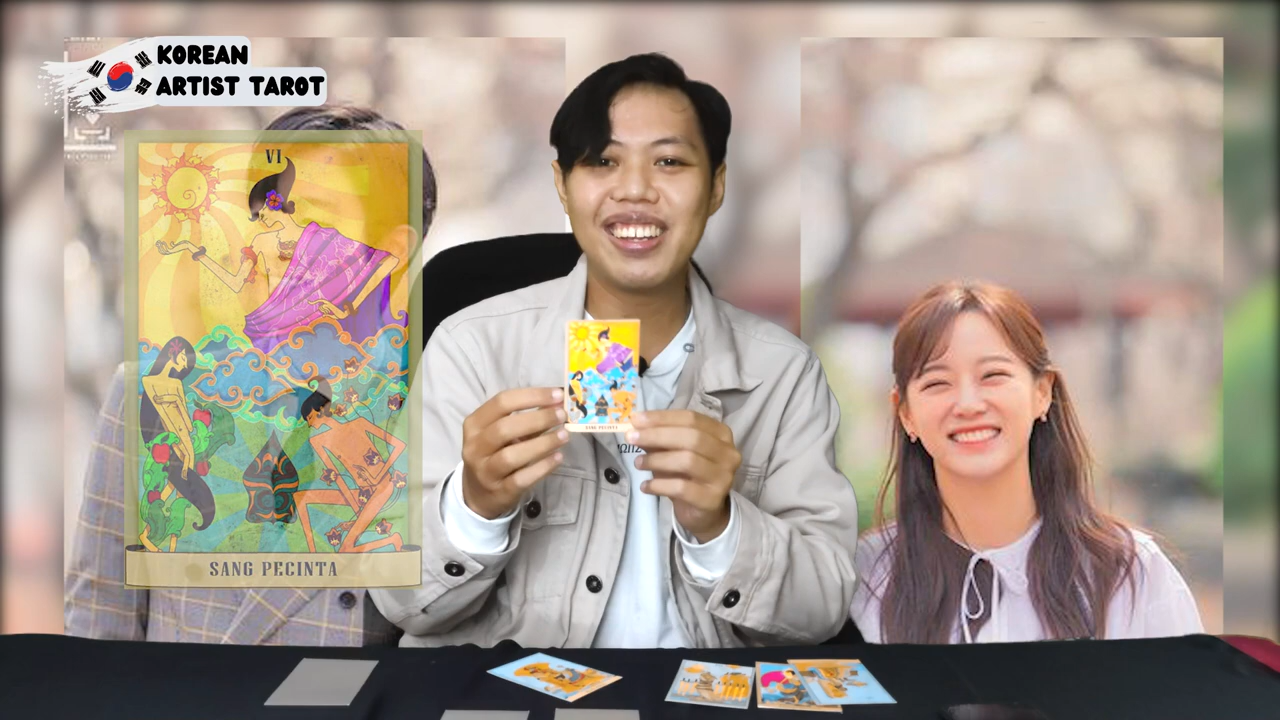 KOREAN
ARTIST TAROT
VI
SANG PECINTA
SANG PECINTA